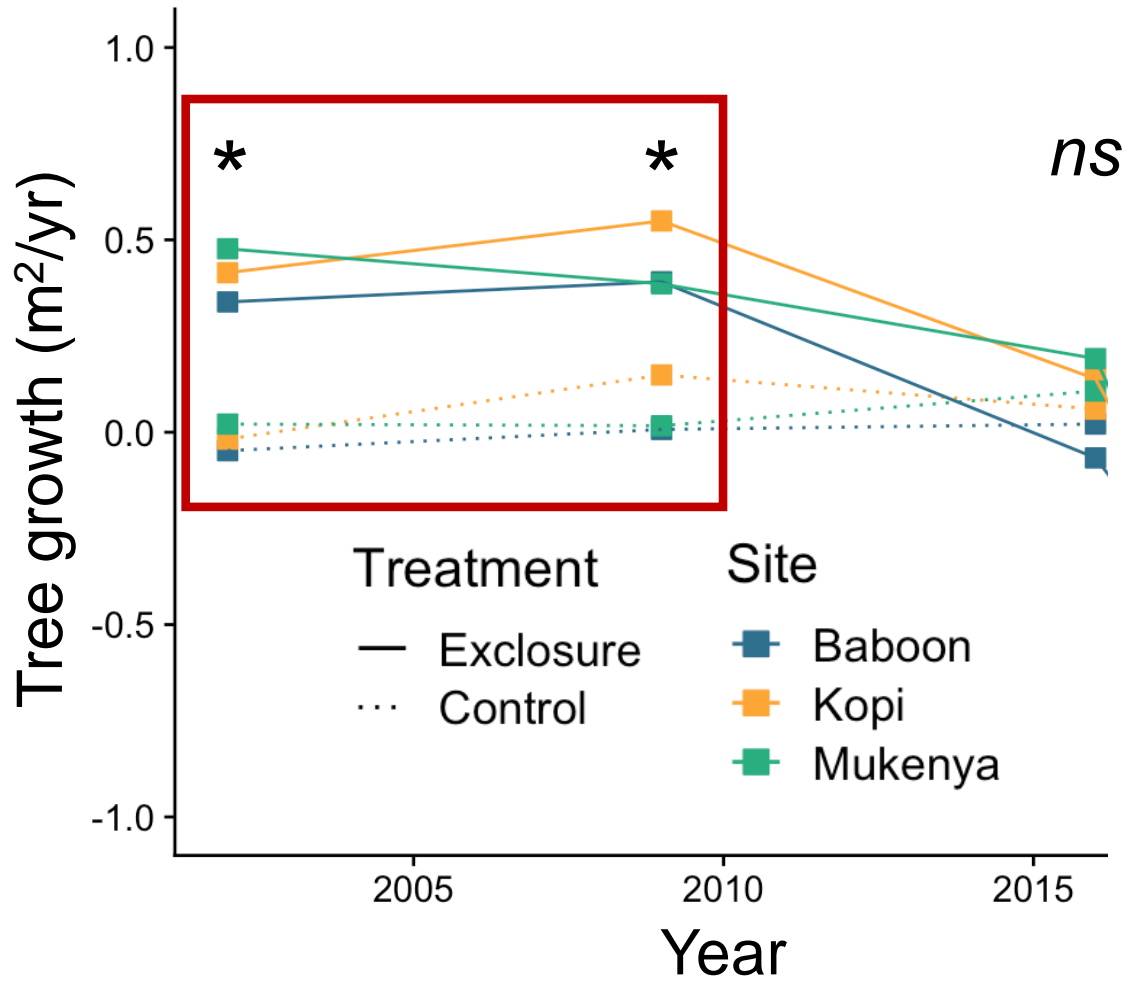 1.0
* * ns
0.5
0.0
-0.5
-1.0
Tree growth (m²/yr)
Treatment
Exclosure
Control
Site
Baboon
Kopi
Mukenya
2005 2010 2015
Year